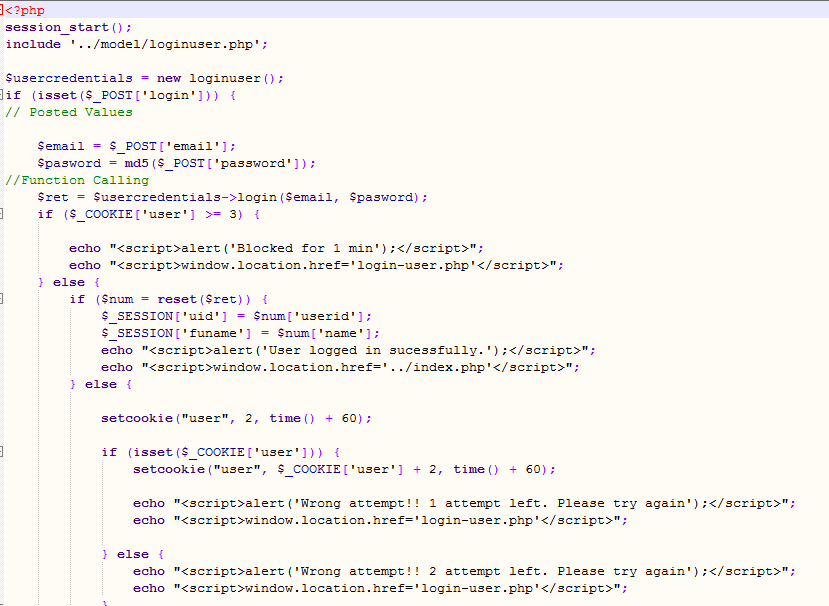 <?php
session_start();
include '../model/loginuser.php';
$usercredentials = new loginuser();
if (isset($_POST['login'])) {
// Posted Values
$email = $_POST['email'];
$pasword = md5($_POST['password']);
//Function Calling
$ret = $usercredentials->login($email, $pasword);
if ($_COOKIE['user'] >= 3) {
echo "<script>alert('Blocked for 1 min');</script>";
echo "<script>window.location.href='login-user.php'</script>";
} else {
if ($num = reset($ret)) {
$_SESSION['uid'] = $num['userid'];
$_SESSION['funame'] = $num['name'];
echo "<script>alert('User logged in sucessfully.');</script>";
echo "<script>window.location.href='../index.php'</script>";
} else {
setcookie("user", 2, time() + 60);
if (isset($_COOKIE['user'])) {
setcookie("user", $_COOKIE['user'] + 2, time() + 60);
echo "<script>alert('Wrong attempt!! 1 attempt left. Please try again');</script>";
echo "<script>window.location.href='login-user.php'</script>";
} else {
echo "<script>alert('Wrong attempt!! 2 attempt left. Please try again');</script>";
echo "<script>window.location.href='login-user.php'</script>";
}